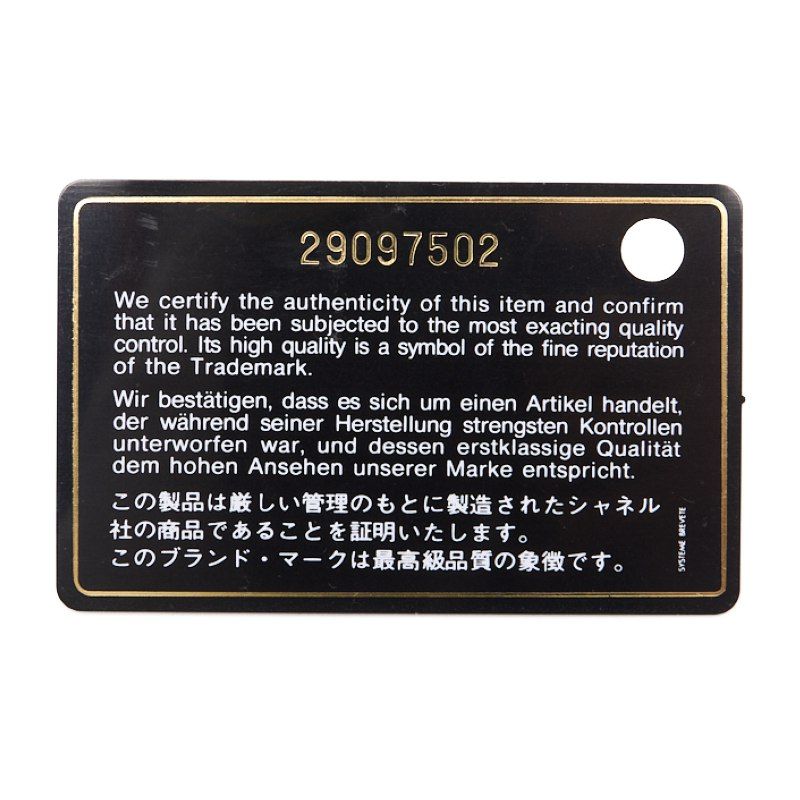 29097502
We certify the authenticity of this item and confirm
that it has been subjected to the most exacting quality
control. Its high quality is a symbol of the fine reputation
of the Trademark.
Wir bestätigen, dass es sich um einen Artikel handelt,
der während seiner Herstellung strengsten Kontrollen
unterworfen war, und dessen erstklassige Qualität
dem hohen Ansehen unserer Marke entspricht.
この製品は厳しい管理のもとに製造されたシャネル
社の商品であることを証明いたします。
このブランド・マークは最高級品質の象徴です。
SYSTEME BREVETE